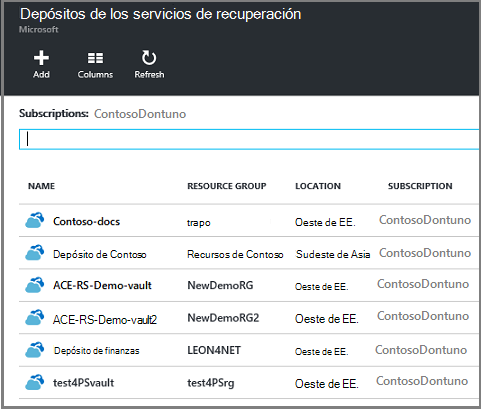 Depósitos de los servicios de recuperación
Microsoft
Add Columns Refresh
Subscriptions: ContosoDontuno
NAME RESOURCE GROUP LOCATION SUBSCRIPTION
Contoso-docs trapo Oeste de EE. ContosoDontuno
Depósito de Contoso Recursos de Contoso Sudeste de Asia ContosoDontuno
ACE-RS-Demo-vault NewDemoRG Oeste de EE. ContosoDontuno
ACE-RS-Demo-vault2 NewDemoRG2 Oeste de EE. ContosoDontuno
Depósito de finanzas LEON4NET Oeste de EE. ContosoDontuno
test4PSvault test4PSrg Oeste de EE. ContosoDontuno